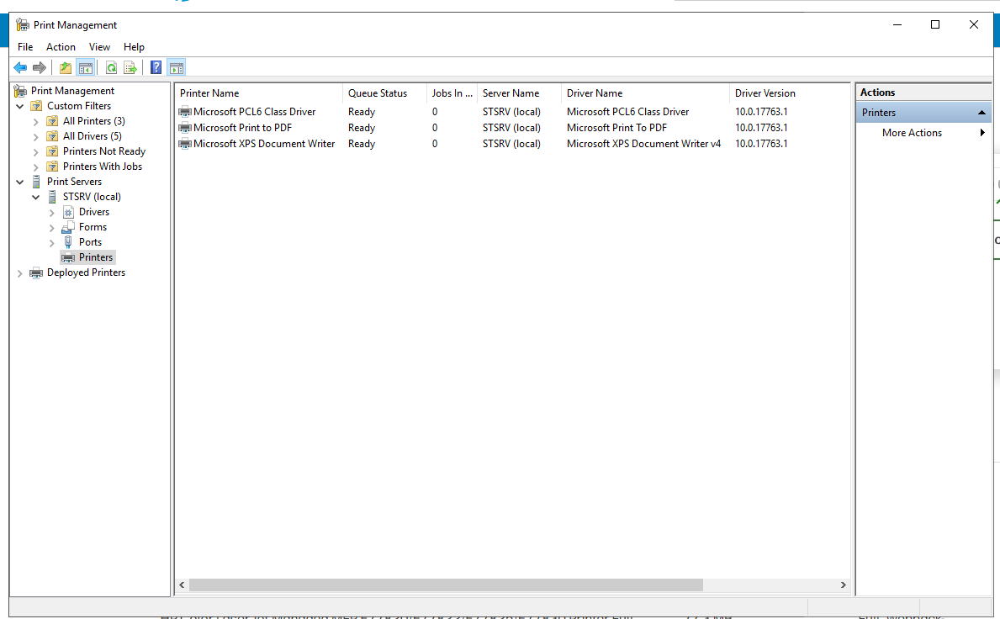 Print Management
File Action View Help
Print Management
Custom Filters
All Printers (3)
All Drivers (5)
Printers Not Ready
Printers With Jobs
Print Servers
STSRV (local)
Drivers
Forms
Ports
Printers
Deployed Printers
Printer Name Queue Status Jobs In ... Server Name Driver Name Driver Version
Microsoft PCL6 Class Driver Ready 0 STSRV (local) Microsoft PCL6 Class Driver 10.0.17763.1
Microsoft Print to PDF Ready 0 STSRV (local) Microsoft Print To PDF 10.0.17763.1
Microsoft XPS Document Writer Ready 0 STSRV (local) Microsoft XPS Document Writer v4 10.0.17763.1
Actions
Printers
More Actions